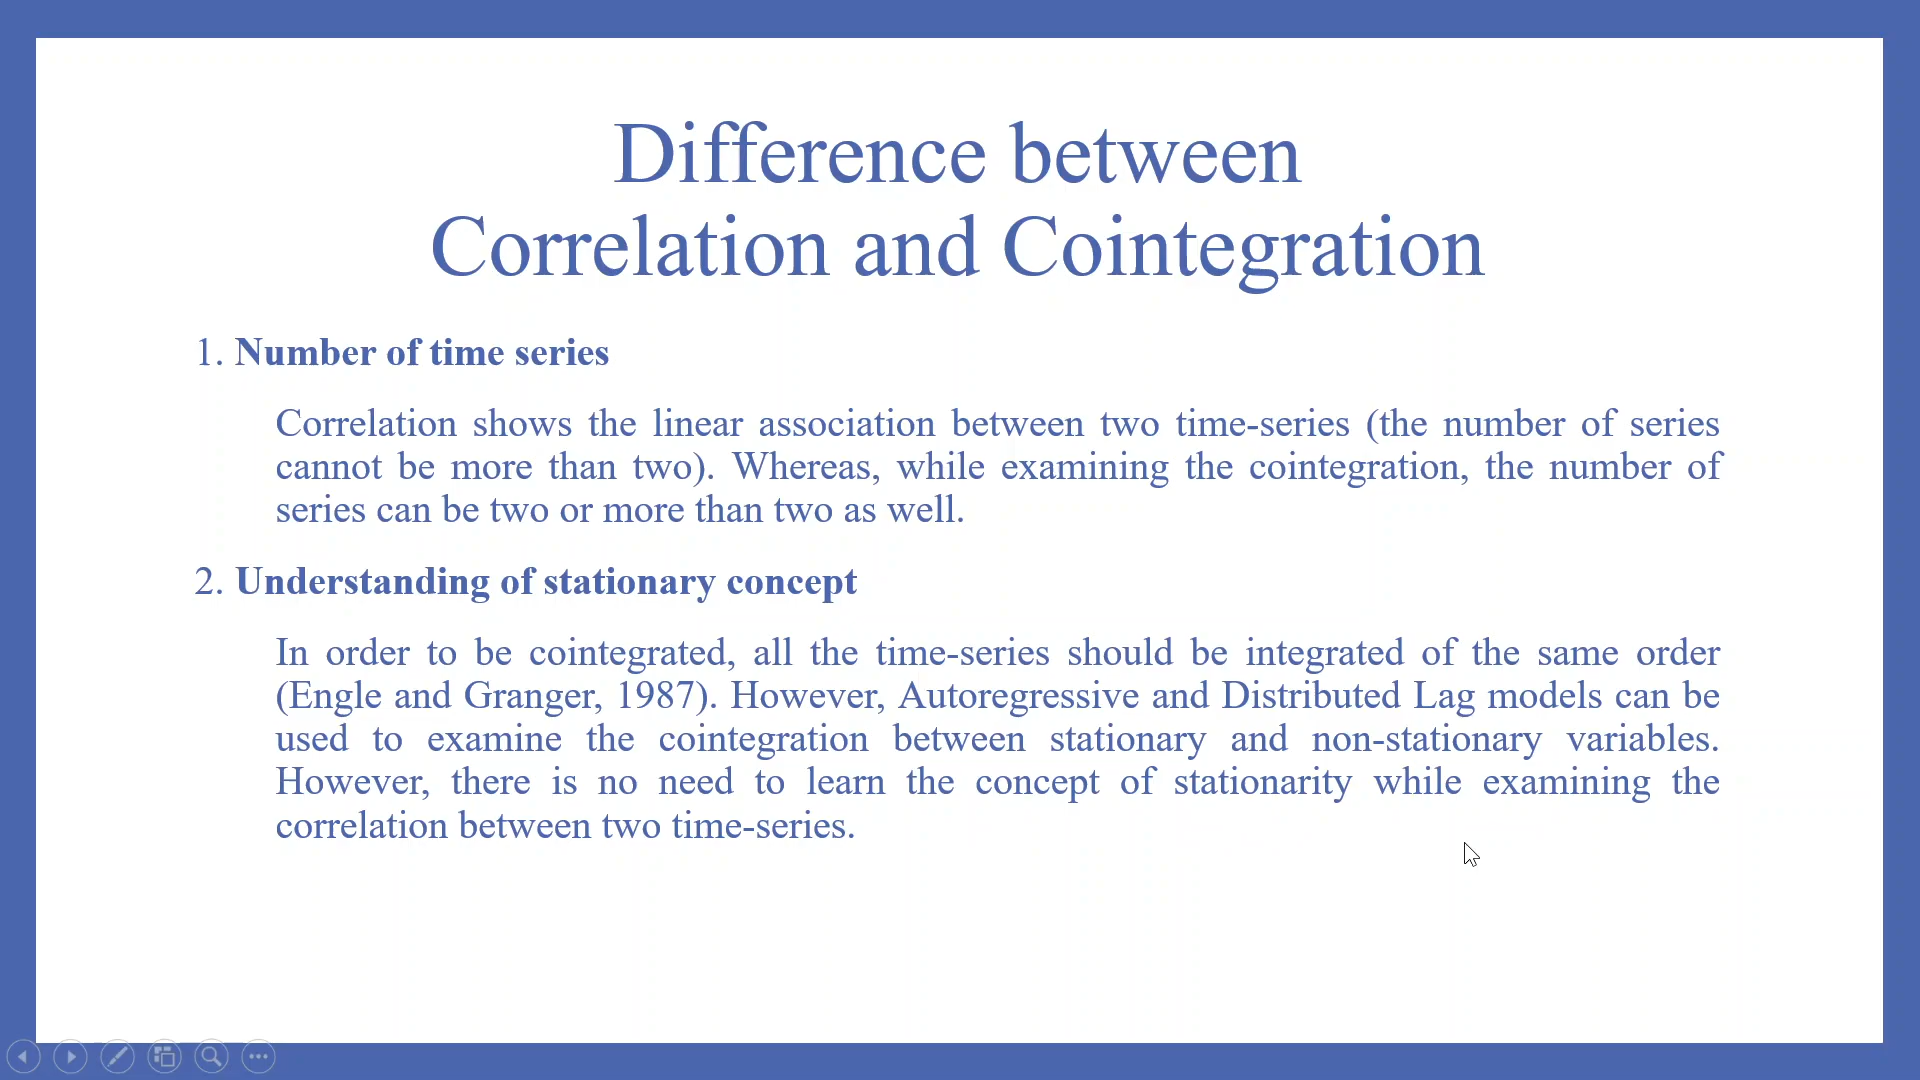 Difference between
Correlation and Cointegration
1. Number of time series
Correlation shows the linear association between two time-series (the number of series
cannot be more than two). Whereas, while examining the cointegration, the number of
series can be two or more than two as well.
2. Understanding of stationary concept
In order to be cointegrated, all the time-series should be integrated of the same order
(Engle and Granger, 1987). However, Autoregressive and Distributed Lag models can be
used to examine the cointegration between stationary and non-stationary variables.
However, there is no need to learn the concept of stationarity while examining the
correlation between two time-series.